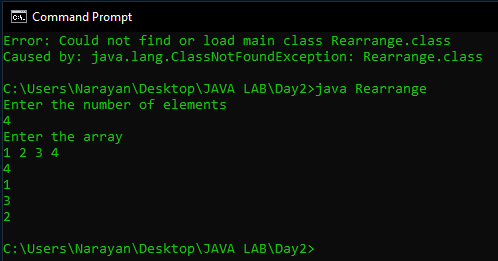 Command Prompt
Error: Could not find or load main class Rearrange.class
Caused by: java.lang.ClassNotFoundException: Rearrange.class
C:\Users\Narayan\Desktop\JAVA LAB\Day2>java Rearrange
Enter the number of elements
4
Enter the array
1 2 3 4
4
1
3
2
C:\Users\Narayan\Desktop\JAVA LAB\Day2>